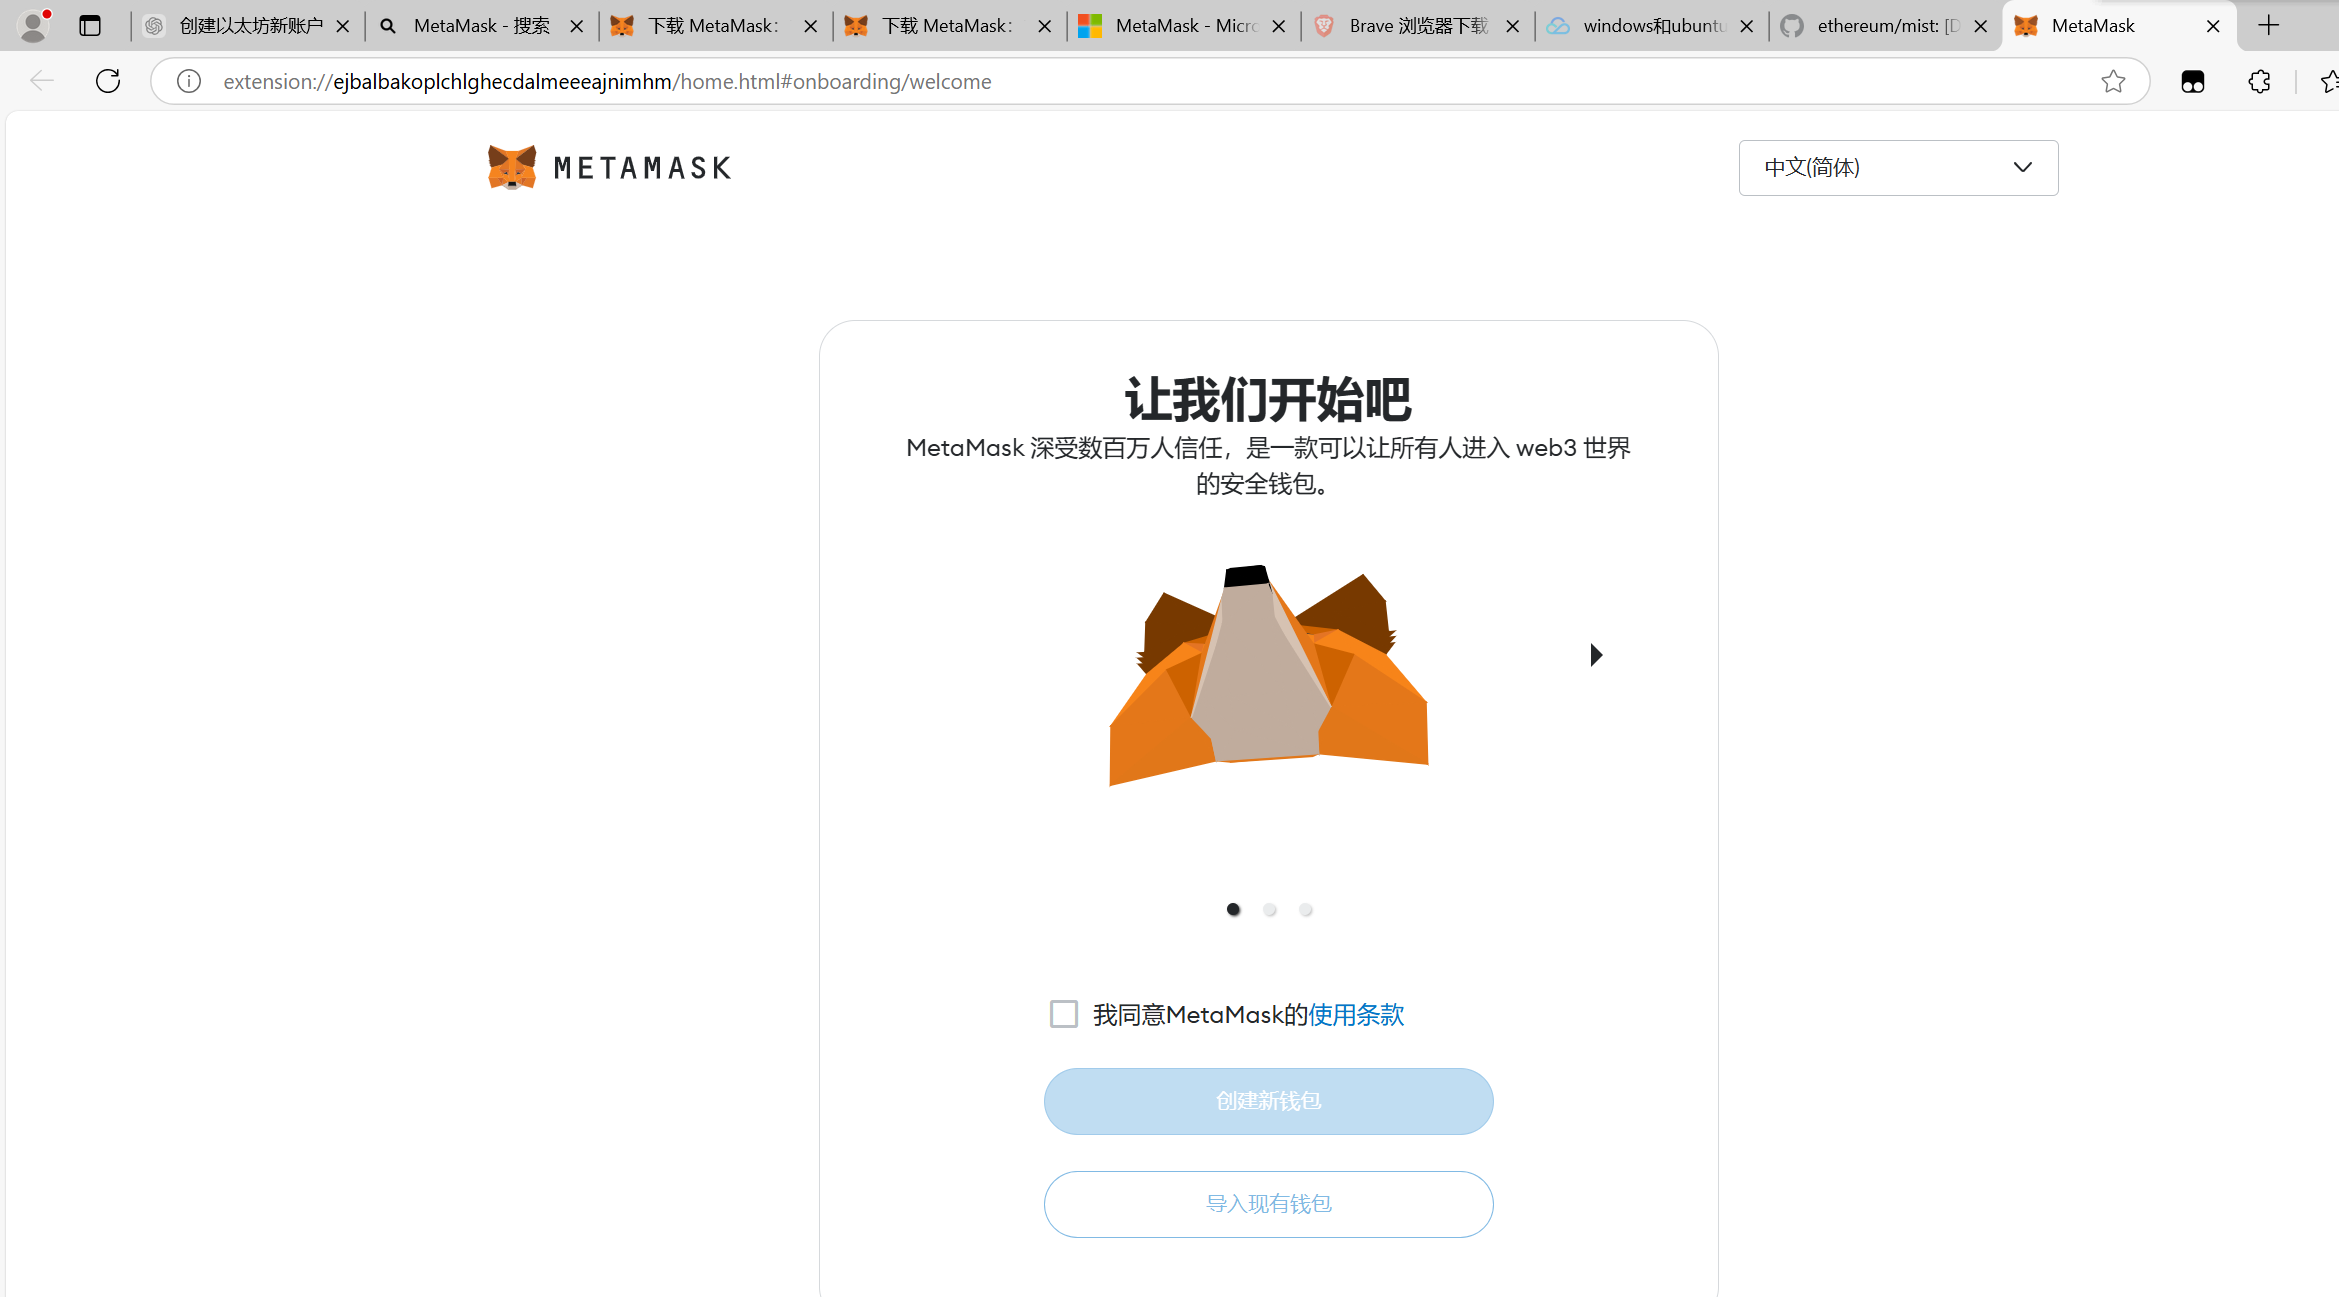 创建以太坊新账户
MetaMask - 搜索
下载 MetaMask:
下载 MetaMask:
MetaMask - Micro
Brave 浏览器下载
windows和ubuntu
ethereum/mist: [D
MetaMask
extension://ejbalbakoplchlghecdalmeeeajnimhm/home.html#onboarding/welcome
METAMASK
中文(简体)
让我们开始吧
MetaMask 深受数百万人信任，是一款可以让所有人进入 web3 世界
的安全钱包。
我同意MetaMask的使用条款
创建新钱包
导入现有钱包